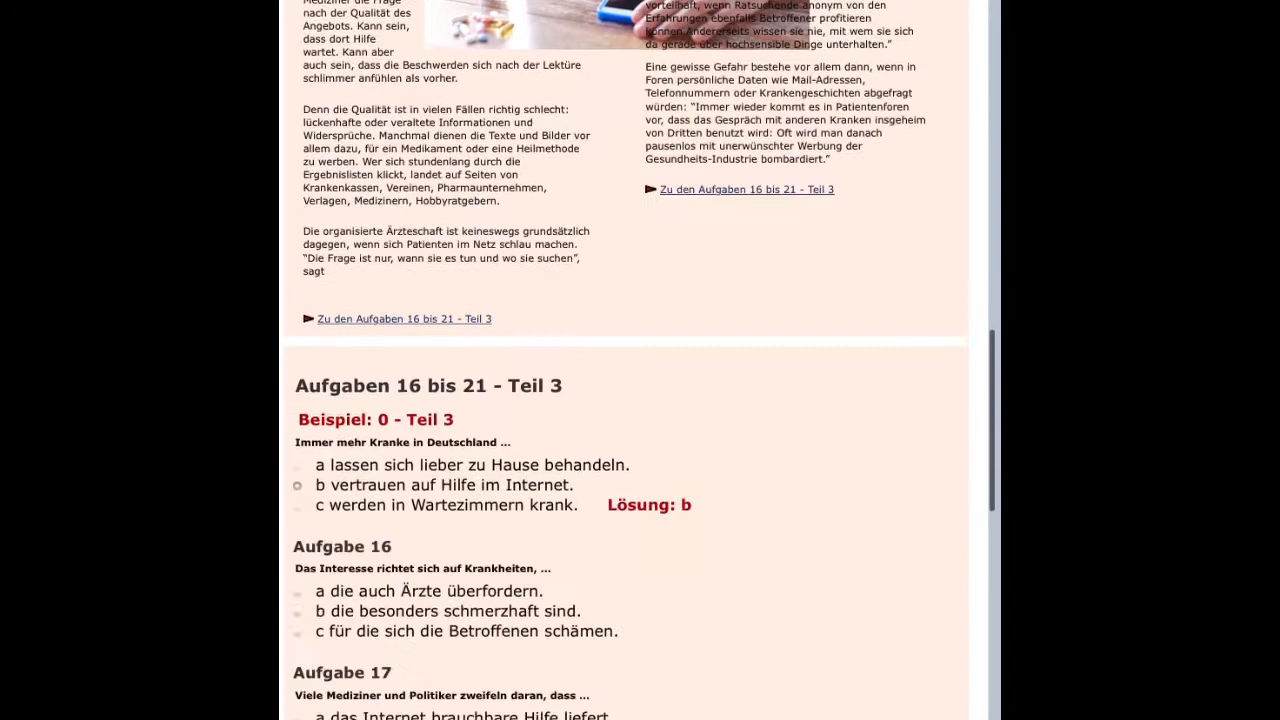 Mediziner die Frage
nach der Qualität des
Angebots. Kann sein,
dass dort Hilfe
wartet. Kann aber
auch sein, dass die Beschwerden sich nach der Lektüre
schlimmer anfühlen als vorher.
Denn die Qualität ist in vielen Fällen richtig schlecht:
lückenhafte oder veraltete Informationen und
Widersprüche. Manchmal dienen die Texte und Bilder vor
allem dazu, für ein Medikament oder eine Heilmethode
zu werben. Wer sich stundenlang durch die
Ergebnislisten klickt, landet auf Seiten von
Krankenkassen, Vereinen, Pharmaunternehmen,
Verlagen, Medizinern, Hobbyratgebern.
Die organisierte Ärzteschaft ist keineswegs grundsätzlich
dagegen, wenn sich Patienten im Netz schlau machen.
“Die Frage ist nur, wann sie es tun und wo sie suchen”,
sagt
Zu den Aufgaben 16 bis 21 - Teil 3
vorteilhaft, wenn Ratsuchende anonym von den
Erfahrungen ebenfalls Betroffener profitieren
können.Andererseits wissen sie nie, mit wem sie sich
da gerade über hochsensible Dinge unterhalten.”
Eine gewisse Gefahr bestehe vor allem dann, wenn in
Foren persönliche Daten wie Mail-Adressen,
Telefonnummern oder Krankengeschichten abgefragt
würden: “Immer wieder kommt es in Patientenforen
vor, dass das Gespräch mit anderen Kranken insgeheim
von Dritten benutzt wird: Oft wird man danach
pausenlos mit unerwünschter Werbung der
Gesundheits-Industrie bombardiert.”
Zu den Aufgaben 16 bis 21 - Teil 3
Aufgaben 16 bis 21 - Teil 3
Beispiel: 0 - Teil 3
Immer mehr Kranke in Deutschland ...
a lassen sich lieber zu Hause behandeln.
b vertrauen auf Hilfe im Internet.
c werden in Wartezimmern krank. Lösung: b
Aufgabe 16
Das Interesse richtet sich auf Krankheiten, ...
a die auch Ärzte überfordern.
b die besonders schmerzhaft sind.
c für die sich die Betroffenen schämen.
Aufgabe 17
Viele Mediziner und Politiker zweifeln daran, dass ...
a das Internet brauchbare Hilfe liefert